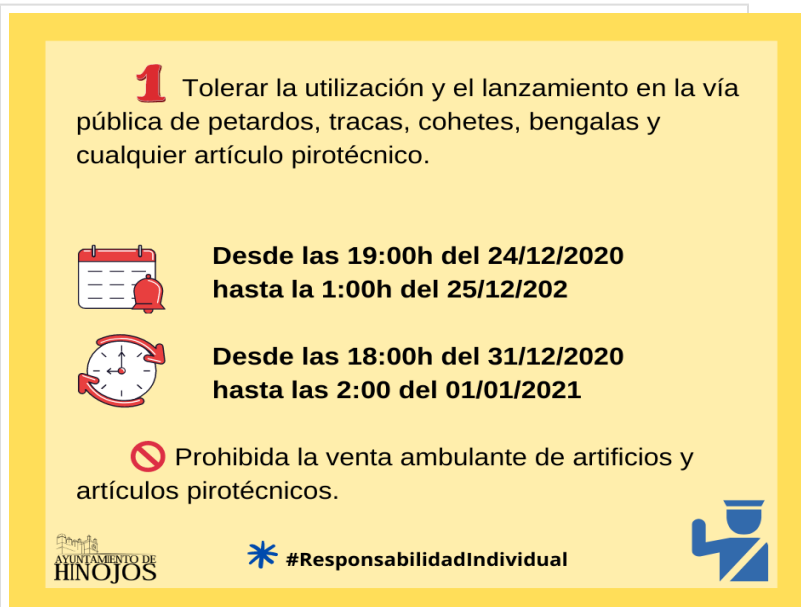 1 Tolerar la utilización y el lanzamiento en la vía
pública de petardos, tracas, cohetes, bengalas y
cualquier artículo pirotécnico.
Desde las 19:00h del 24/12/2020
hasta la 1:00h del 25/12/202
Desde las 18:00h del 31/12/2020
hasta las 2:00 del 01/01/2021
Prohibida la venta ambulante de artificios y
artículos pirotécnicos.
AYUNTAMIENTO DE
HINOJOS
#ResponsabilidadIndividual